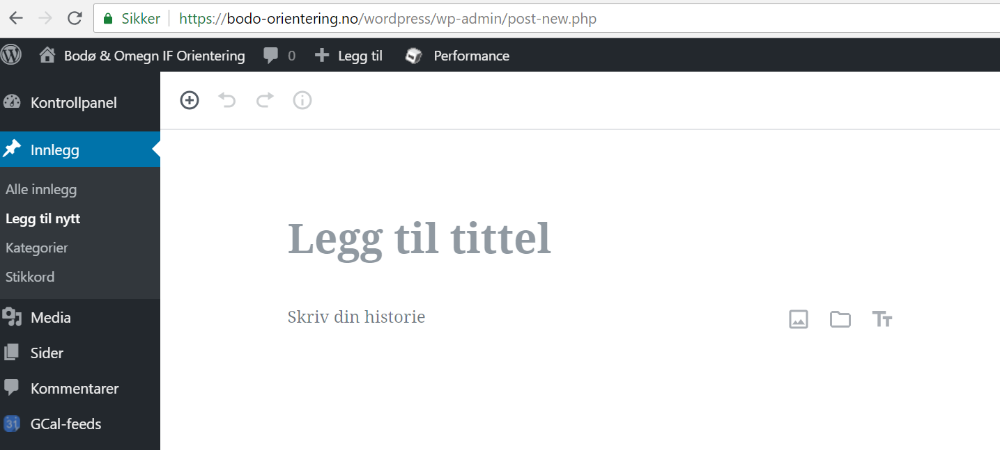 Sikker https://bodo-orientering.no/wordpress/wp-admin/post-new.php
Bodø & Omegn IF Orientering 0 Legg til Performance
Kontrollpanel
Innlegg
Alle innlegg
Legg til nytt
Kategorier
Stikkord
Media
Sider
Kommentarer
31 GCal-feeds
Legg til tittel
Skriv din historie